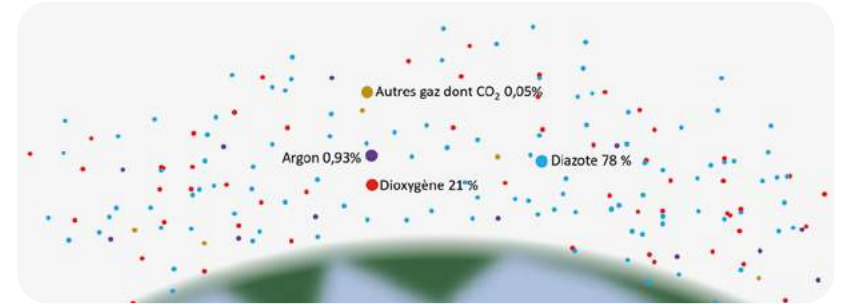 Autres gaz dont CO₂ 0,05%
Argon 0,93%
Diazote 78 %
Dioxygène 21 %